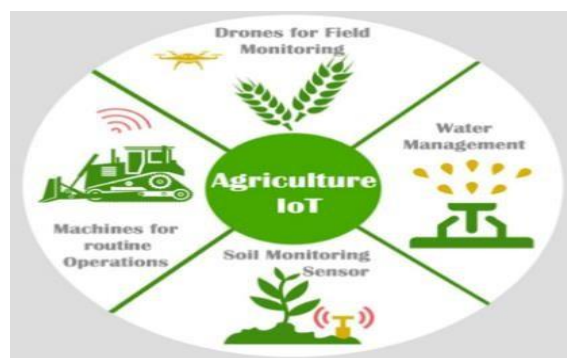 Drones for Field
Monitoring
Water
Management
Agriculture
IoT
Machines for
routine
Operations
Soil Monitoring
Sensor